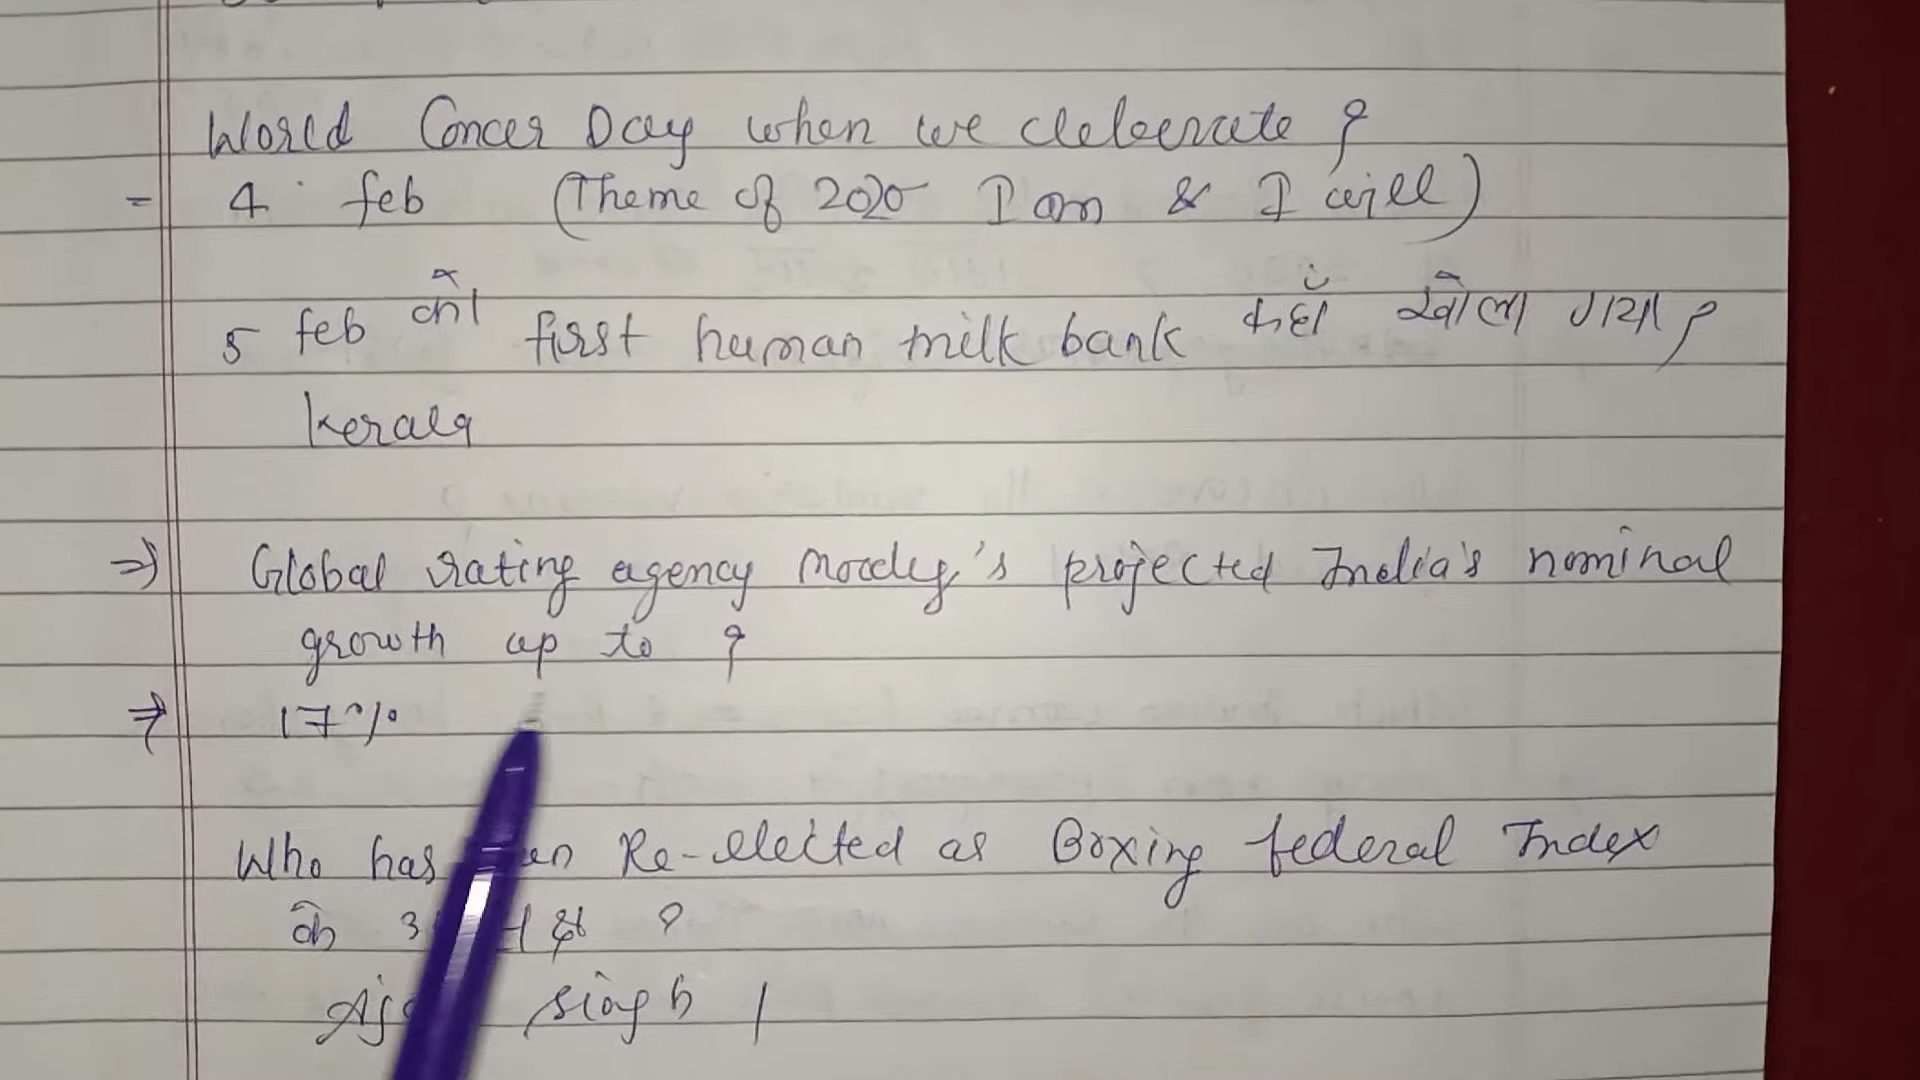 World Cancer Day when we cleberate ?
= 4 feb (Theme of 2020 I am & I will)
5 feb को first human milk bank कहाँ खोला गया ?
kerala
⇒ Global rating agency moody's projected India's nominal
growth up to ?
⇒ 17%
Who has Re-elected as Boxing federal Index
के ?
singh |